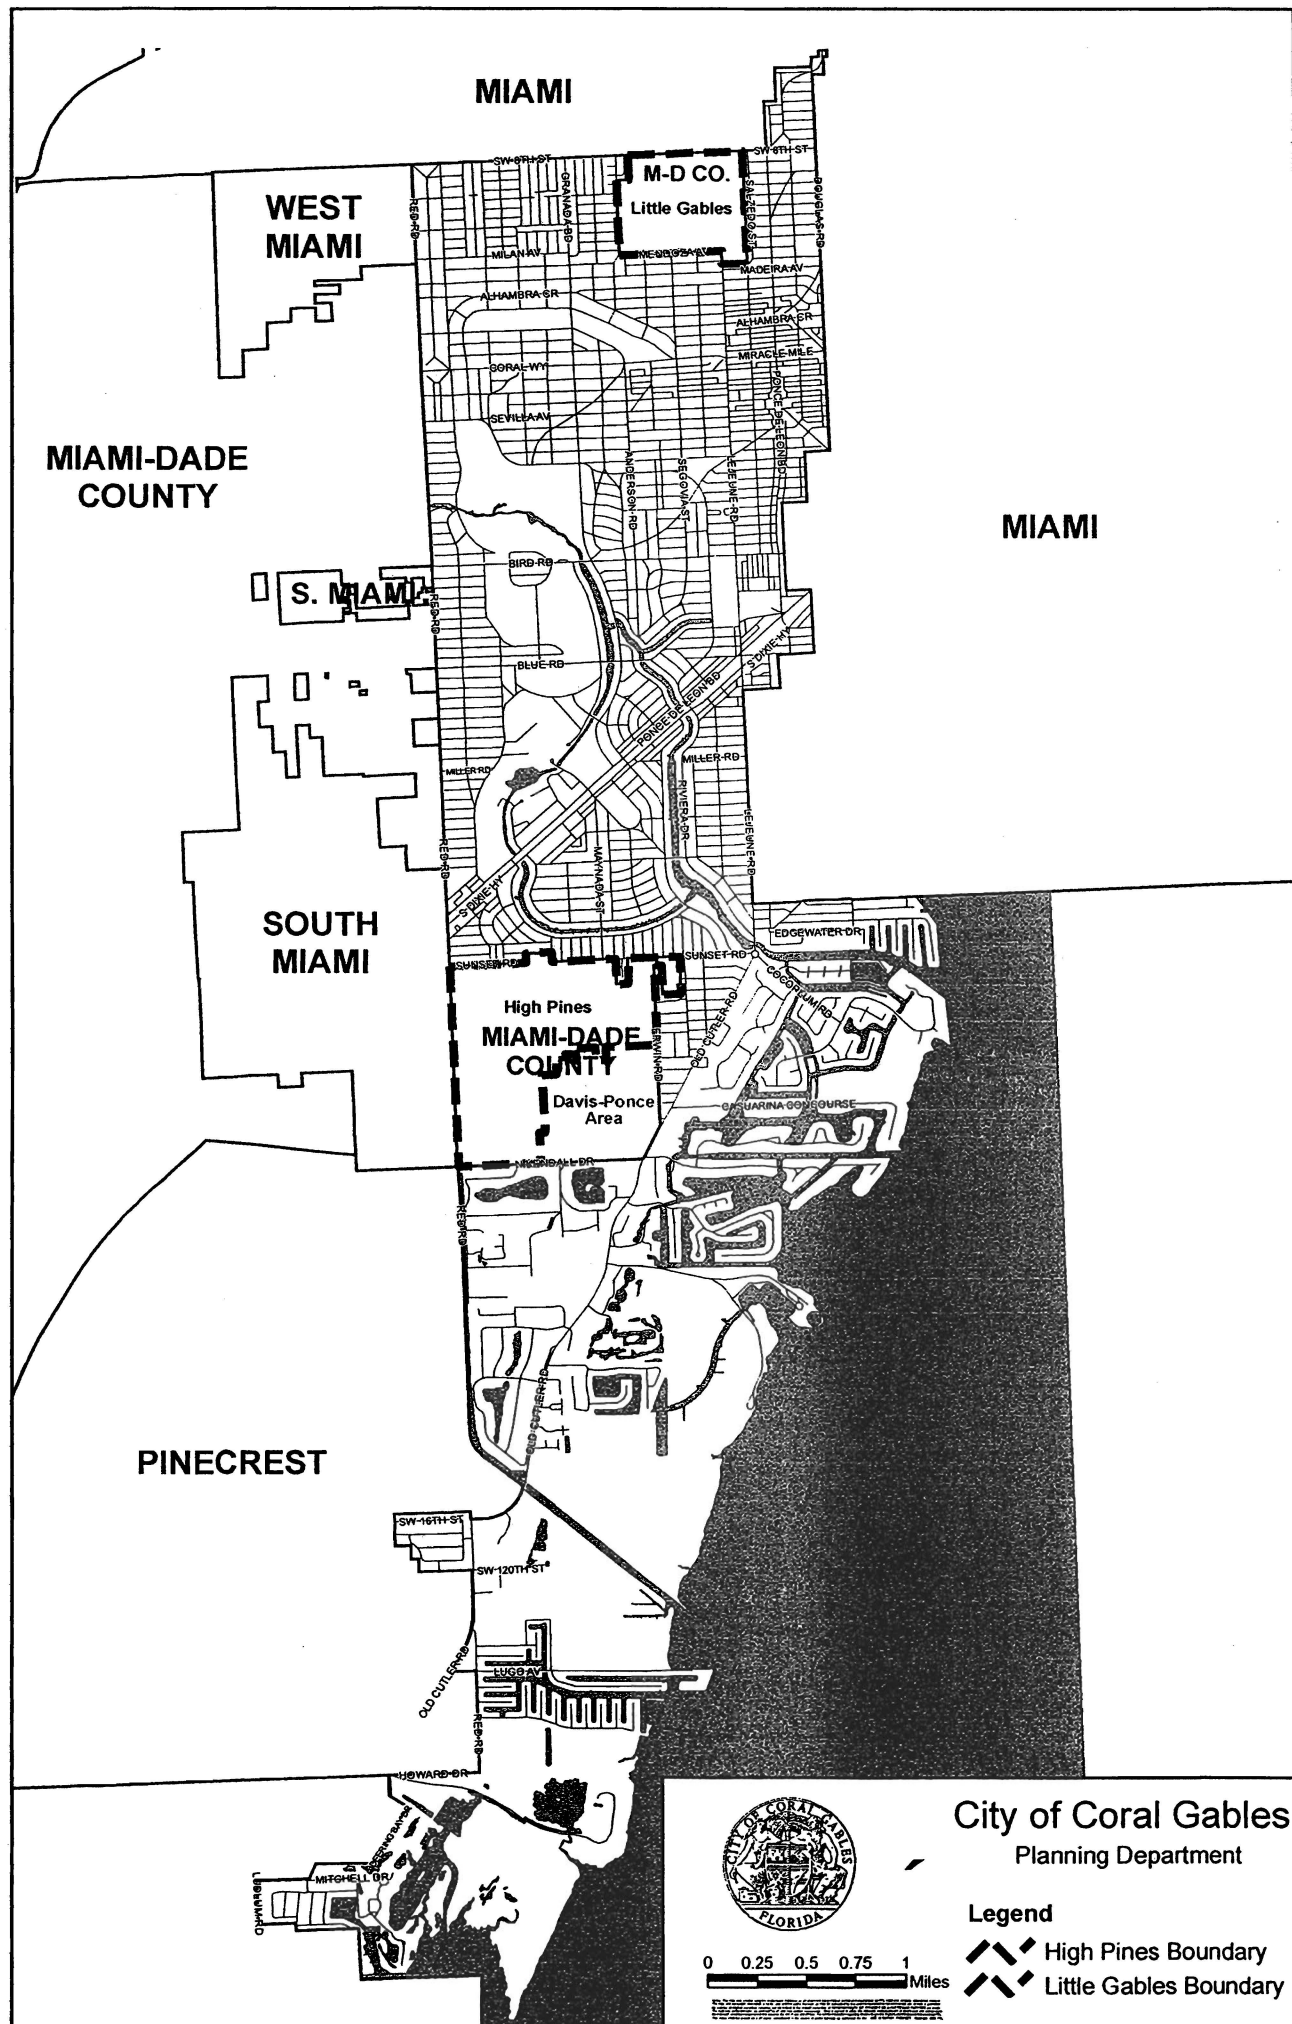 MIAMI
SW 8TH ST
SW 8TH ST
M-D CO.
Little Gables
WEST
MIAMI
RED RD
GRANADA BD
SALZEDO ST
DOUGLAS RD
MILAN AV
MENDOZA AV
MADEIRA AV
ALHAMBRA CR
ALHAMBRA CR
MIRACLE MILE
CORAL WY
PONCE DE LEON BD
SEVILLA AV
MIAMI-DADE
COUNTY
ANDERSON RD
SEGOVIA ST
LEJEUNE RD
MIAMI
BIRD RD
S. MIAMI
RED RD
BLUE RD
S DIXIE HY
PONCE DE LEON BD
MILLER RD
MILLER RD
RIVIERA DR
LEJEUNE RD
RED RD
MAYNADA ST
S DIXIE HY
SOUTH
MIAMI
EDGEWATER DR
SUNSET RD
SUNSET RD
COCOPLUM RD
High Pines
MIAMI-DADE
COUNTY
ERWIN RD
OLD CUTLER RD
Davis-Ponce
Area
CASUARINA CONCOURSE
N KENDALL DR
RED RD
OLD CUTLER RD
PINECREST
SW 16TH ST
SW 120TH ST
OLD CUTLER RD
LUGO AV
RED RD
HOWARD DR
MITCHELL DR
LUDLUM RD
CITY OF CORAL GABLES
FLORIDA
City of Coral Gables
Planning Department
Legend
High Pines Boundary
Little Gables Boundary
0 0.25 0.5 0.75 1
Miles